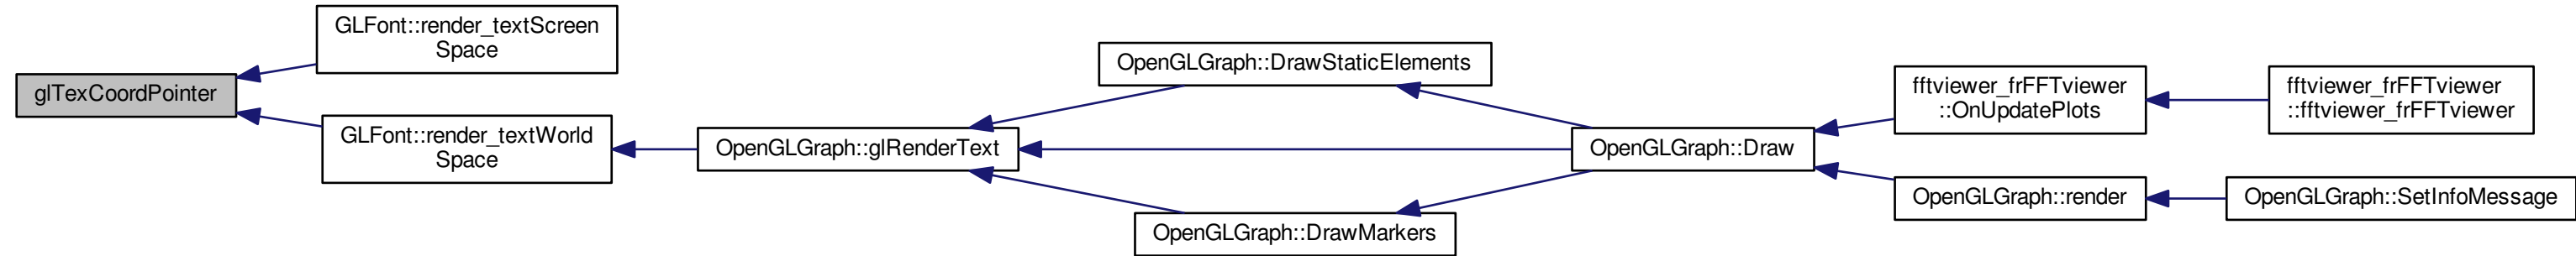 glTexCoordPointer
GLFont::render_textScreen
Space
GLFont::render_textWorld
Space
OpenGLGraph::glRenderText
OpenGLGraph::DrawStaticElements
OpenGLGraph::DrawMarkers
OpenGLGraph::Draw
fftviewer_frFFTviewer
::OnUpdatePlots
OpenGLGraph::render
fftviewer_frFFTviewer
::fftviewer_frFFTviewer
OpenGLGraph::SetInfoMessage